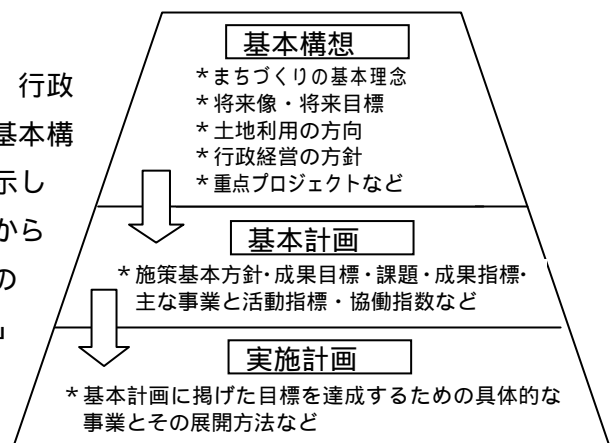 行政
基本構
示し
から
の
」
基本構想
＊まちづくりの基本理念
＊将来像・将来目標
＊土地利用の方向
＊行政経営の方針
＊重点プロジェクトなど
基本計画
＊施策基本方針・成果目標・課題・成果指標・
主な事業と活動指標・協働指数など
実施計画
＊基本計画に掲げた目標を達成するための具体的な
事業とその展開方法など